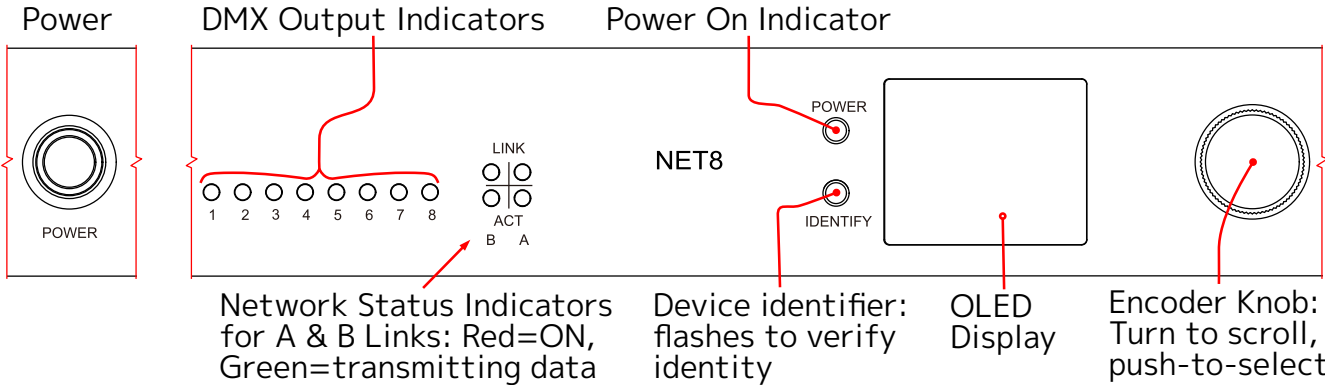 Power
DMX Output Indicators
Power On Indicator
POWER
LINK
NET8
1 2 3 4 5 6 7 8
ACT
IDENTIFY
POWER
B A
Network Status Indicators
for A & B Links: Red=ON,
Green=transmitting data
Device identifier:
flashes to verify
identity
OLED
Display
Encoder Knob:
Turn to scroll,
push-to-select